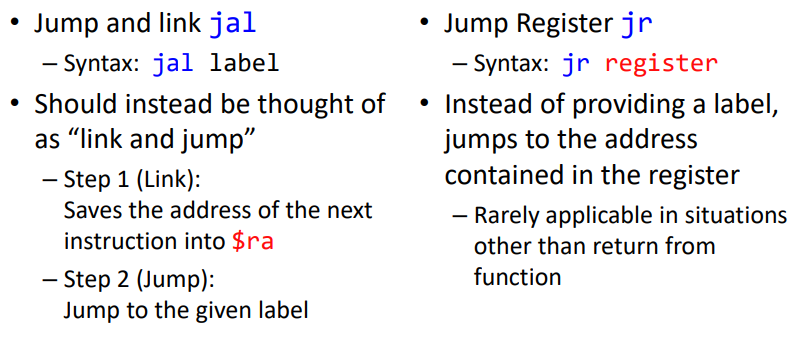 • Jump and link jal
– Syntax: jal label
• Should instead be thought of
as “link and jump”
– Step 1 (Link):
Saves the address of the next
instruction into $ra
– Step 2 (Jump):
Jump to the given label
• Jump Register jr
– Syntax: jr register
• Instead of providing a label,
jumps to the address
contained in the register
– Rarely applicable in situations
other than return from
function